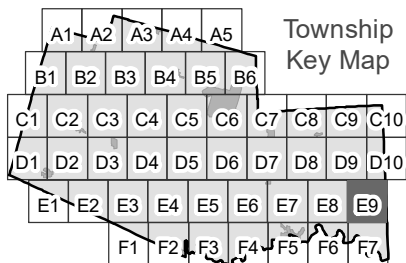 Township
Key Map
A1 A2 A3 A4 A5
B1 B2 B3 B4 B5 B6
C1 C2 C3 C4 C5 C6 C7 C8 C9 C10
D1 D2 D3 D4 D5 D6 D7 D8 D9 D10
E1 E2 E3 E4 E5 E6 E7 E8 E9
F1 F2 F3 F4 F5 F6 F7